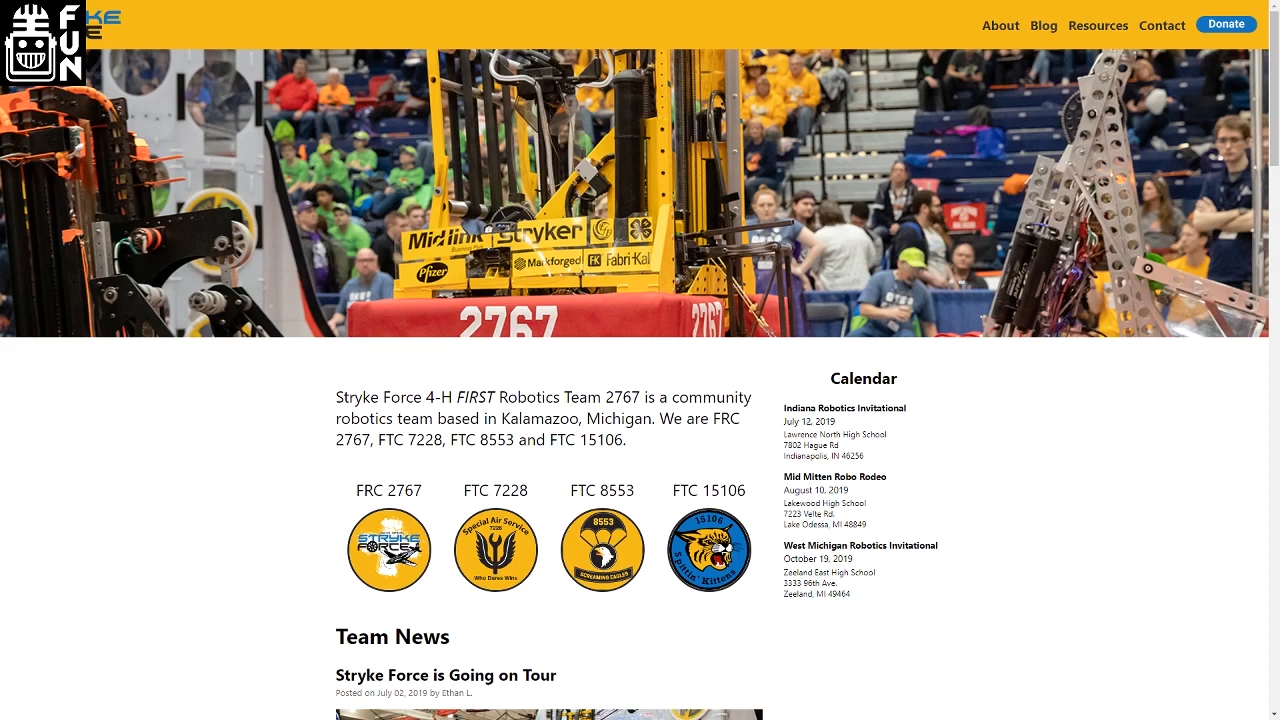 FUN
KE
E
About Blog Resources Contact Donate
Midlink
Stryker
Pfizer
Markforged
FK Fabri-Kal
2767
2767
Stryke Force 4-H FIRST Robotics Team 2767 is a community
robotics team based in Kalamazoo, Michigan. We are FRC
2767, FTC 7228, FTC 8553 and FTC 15106.
FRC 2767 FTC 7228 FTC 8553 FTC 15106
STRYKE
FORCE
Special Air Service
7228
Who Dares Wins
8553
SCREAMING EAGLES
15106
Spittin' Kittens
Calendar
Indiana Robotics Invitational
July 12, 2019
Lawrence North High School
7802 Hague Rd
Indianapolis, IN 46256
Mid Mitten Robo Rodeo
August 10, 2019
Lakewood High School
7223 Velte Rd.
Lake Odessa, MI 48849
West Michigan Robotics Invitational
October 19, 2019
Zeeland East High School
3333 96th Ave.
Zeeland, MI 49464
Team News
Stryke Force is Going on Tour
Posted on July 02, 2019 by Ethan L.